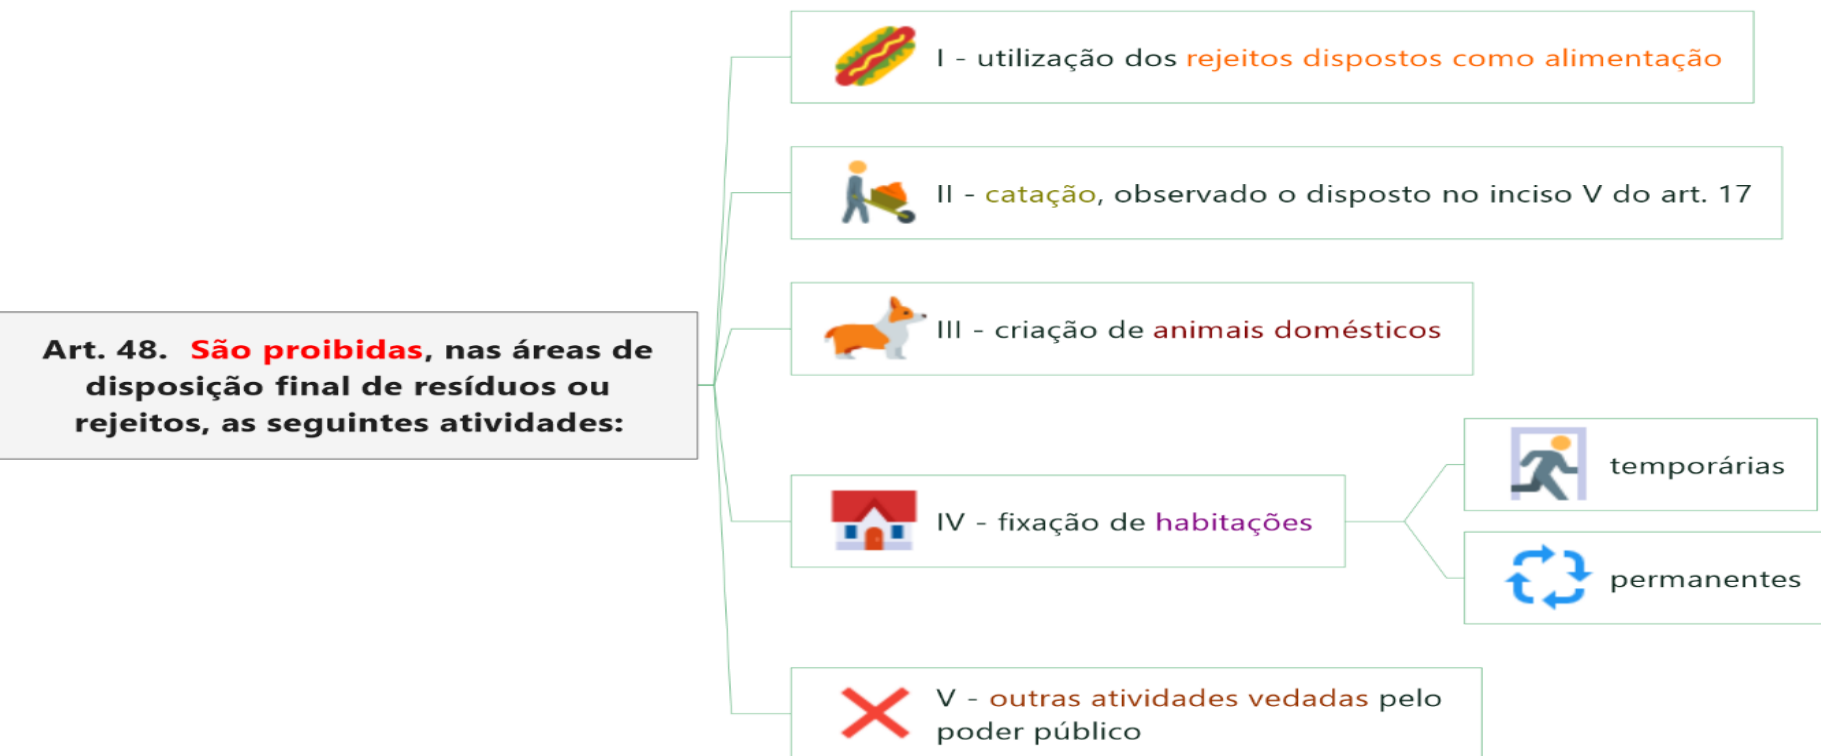 Art. 48. São proibidas, nas áreas de
disposição final de resíduos ou
rejeitos, as seguintes atividades:
I - utilização dos rejeitos dispostos como alimentação
II - catação, observado o disposto no inciso V do art. 17
III - criação de animais domésticos
IV - fixação de habitações
temporárias
permanentes
V - outras atividades vedadas pelo
poder público